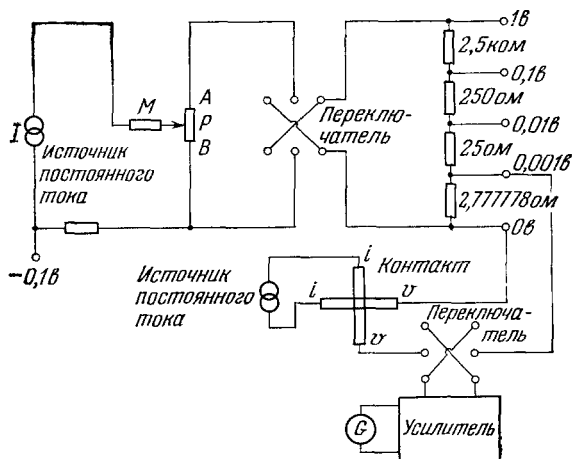 1в
2,5ком
А
0,1в
М
Р
Переклю-
чатель
250ом
I
В
0,01в
Источник
постоянного
тока
25ом
0,001в
2,777778ом
−0,1в
0в
i
Контакт
Источник
постоянного
тока
i
v
v
Переключа-
тель
G
Усилитель